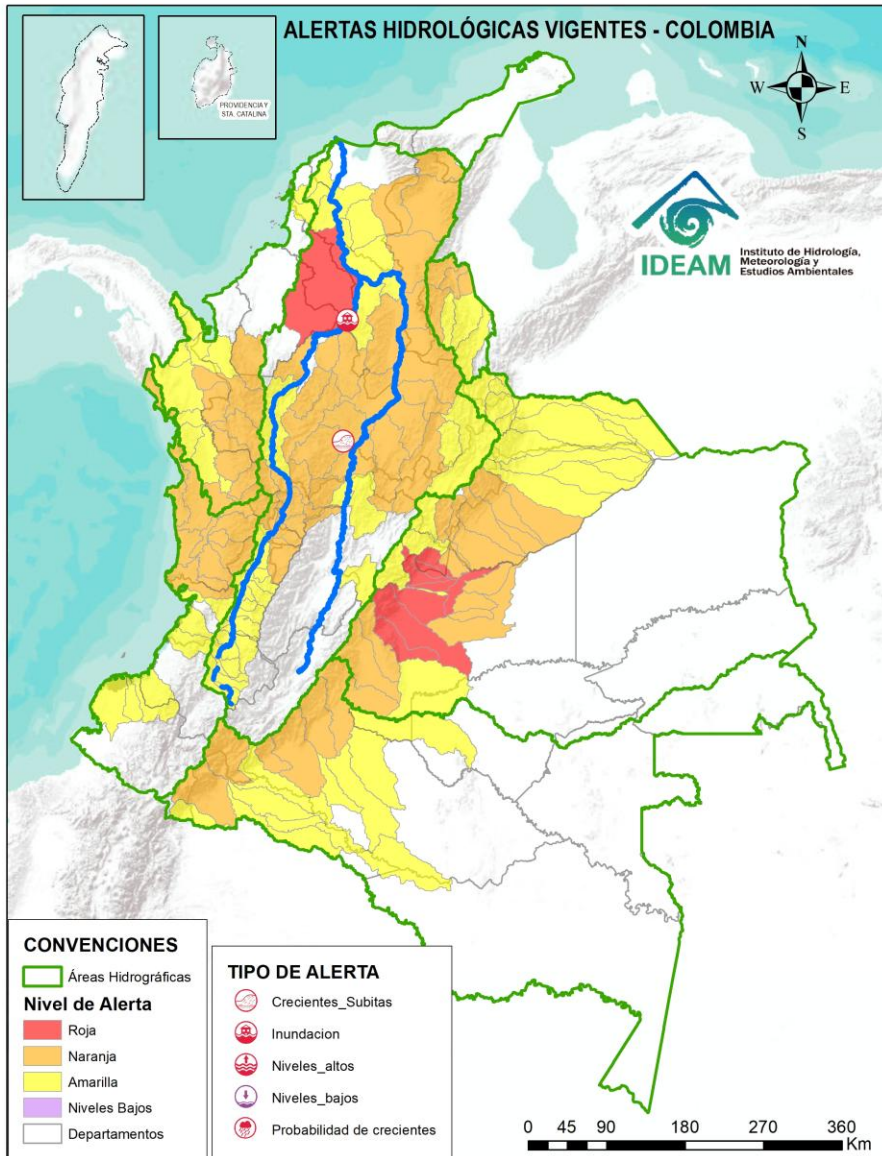 ALERTAS HIDROLÓGICAS VIGENTES - COLOMBIA
PROVIDENCIA Y
STA. CATALINA
N
W
E
S
IDEAM
Instituto de Hidrología,
Meteorología y
Estudios Ambientales
CONVENCIONES
Áreas Hidrográficas
Nivel de Alerta
Roja
Naranja
Amarilla
Niveles Bajos
Departamentos
TIPO DE ALERTA
Crecientes_Subitas
Inundacion
Niveles_altos
Niveles_bajos
Probabilidad de crecientes
0 45 90 180 270 360
Km